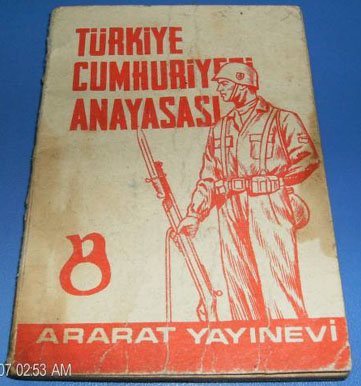 TÜRKİYE
CUMHURİYETİ
ANAYASASI
ARARAT YAYINEVİ
07 02:53 AM